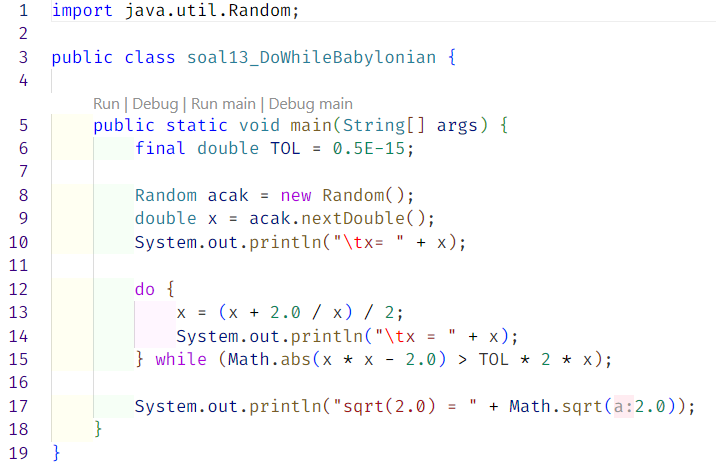 1 import java.util.Random;
2
3 public class soal13_DoWhileBabylonian {
4
Run | Debug | Run main | Debug main
5 public static void main(String[] args) {
6 final double TOL = 0.5E-15;
7
8 Random acak = new Random();
9 double x = acak.nextDouble();
10 System.out.println("\tx= " + x);
11
12 do {
13 x = (x + 2.0 / x) / 2;
14 System.out.println("\tx = " + x);
15 } while (Math.abs(x * x - 2.0) > TOL * 2 * x);
16
17 System.out.println("sqrt(2.0) = " + Math.sqrt(a:2.0));
18 }
19 }